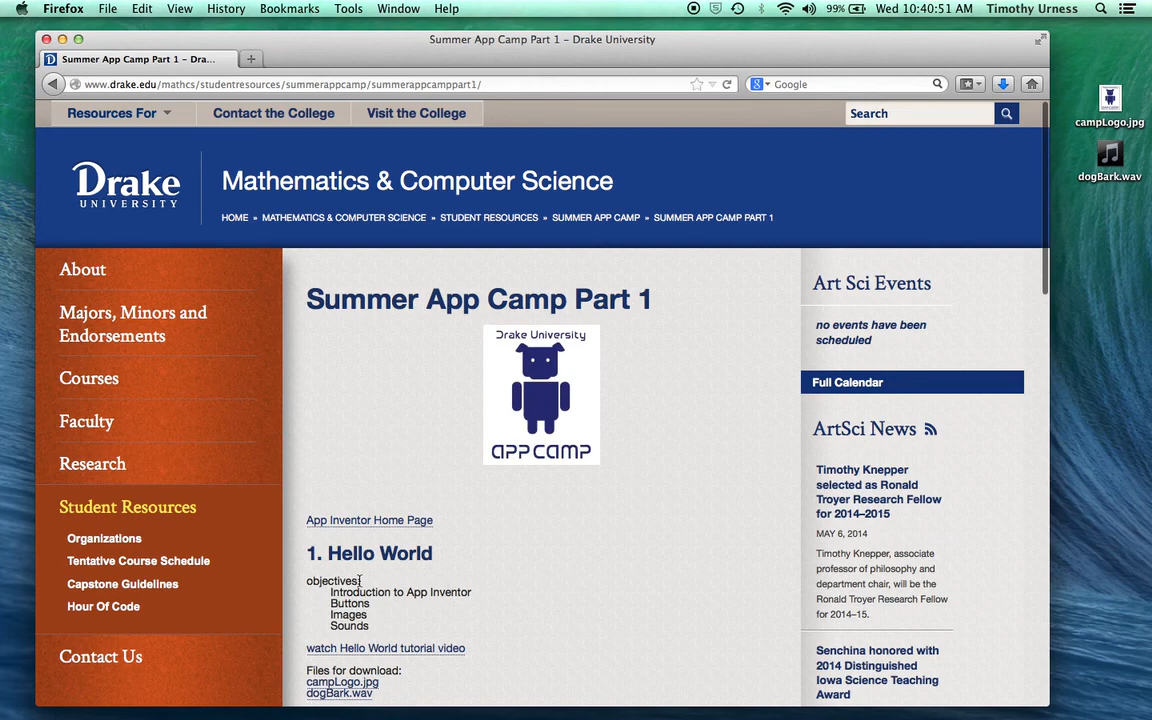 Firefox File Edit View History Bookmarks Tools Window Help 99% Wed 10:40:51 AM Timothy Urness
Summer App Camp Part 1 – Drake University
Summer App Camp Part 1 – Dra...
www.drake.edu/mathcs/studentresources/summerappcamp/summerappcamppart1/
Google
Resources For
Contact the College
Visit the College
Search
Drake
UNIVERSITY
Mathematics & Computer Science
HOME » MATHEMATICS & COMPUTER SCIENCE » STUDENT RESOURCES » SUMMER APP CAMP » SUMMER APP CAMP PART 1
About
Majors, Minors and
Endorsements
Courses
Faculty
Research
Student Resources
Organizations
Tentative Course Schedule
Capstone Guidelines
Hour Of Code
Contact Us
Summer App Camp Part 1
Drake University
APP CAMP
App Inventor Home Page
1. Hello World
objectives:
Introduction to App Inventor
Buttons
Images
Sounds
watch Hello World tutorial video
Files for download:
campLogo.jpg
dogBark.wav
Art Sci Events
no events have been
scheduled
Full Calendar
ArtSci News
Timothy Knepper
selected as Ronald
Troyer Research Fellow
for 2014–2015
MAY 6, 2014
Timothy Knepper, associate
professor of philosophy and
department chair, will be the
Ronald Troyer Research Fellow
for 2014–15.
Senchina honored with
2014 Distinguished
Iowa Science Teaching
Award
campLogo.jpg
dogBark.wav